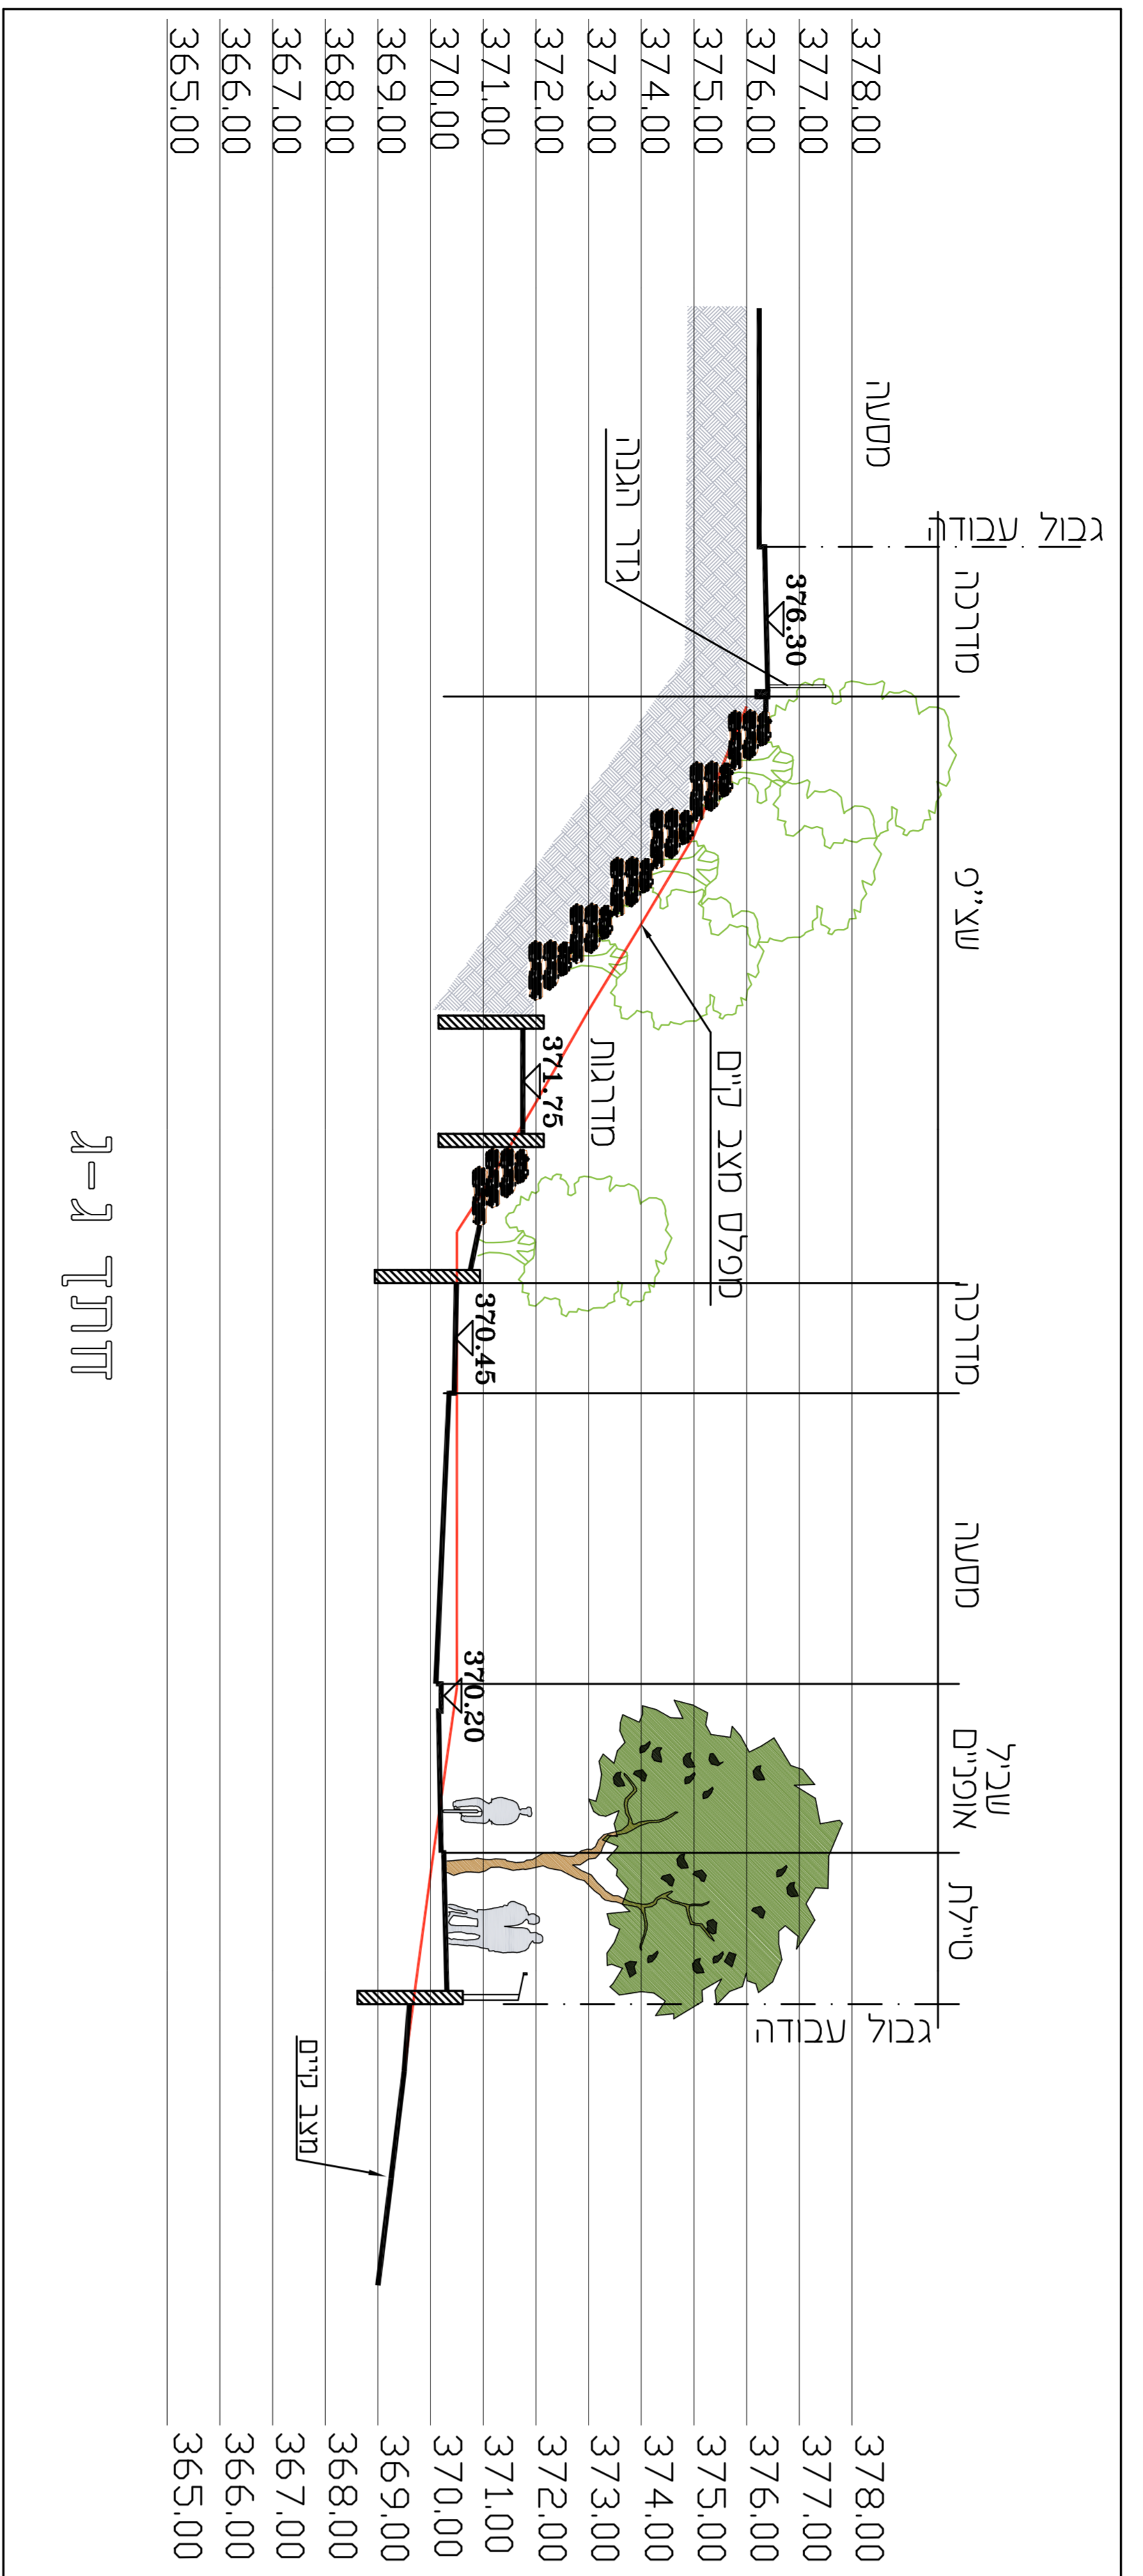 גבול עבודה
גבול עבודה
מסעה
מדרכה
שצ''פ
מדרכה
מסעה
שביל
אופניים
טיילת
378.00
377.00
376.00
375.00
374.00
373.00
372.00
371.00
370.00
369.00
368.00
367.00
366.00
365.00
376.30
גדר הגנה
מפלס מצב קיים
מדרגות
371.75
370.45
370.20
מצב קיים
378.00
377.00
376.00
375.00
374.00
373.00
372.00
371.00
370.00
369.00
368.00
367.00
366.00
365.00
חתך ג-ג